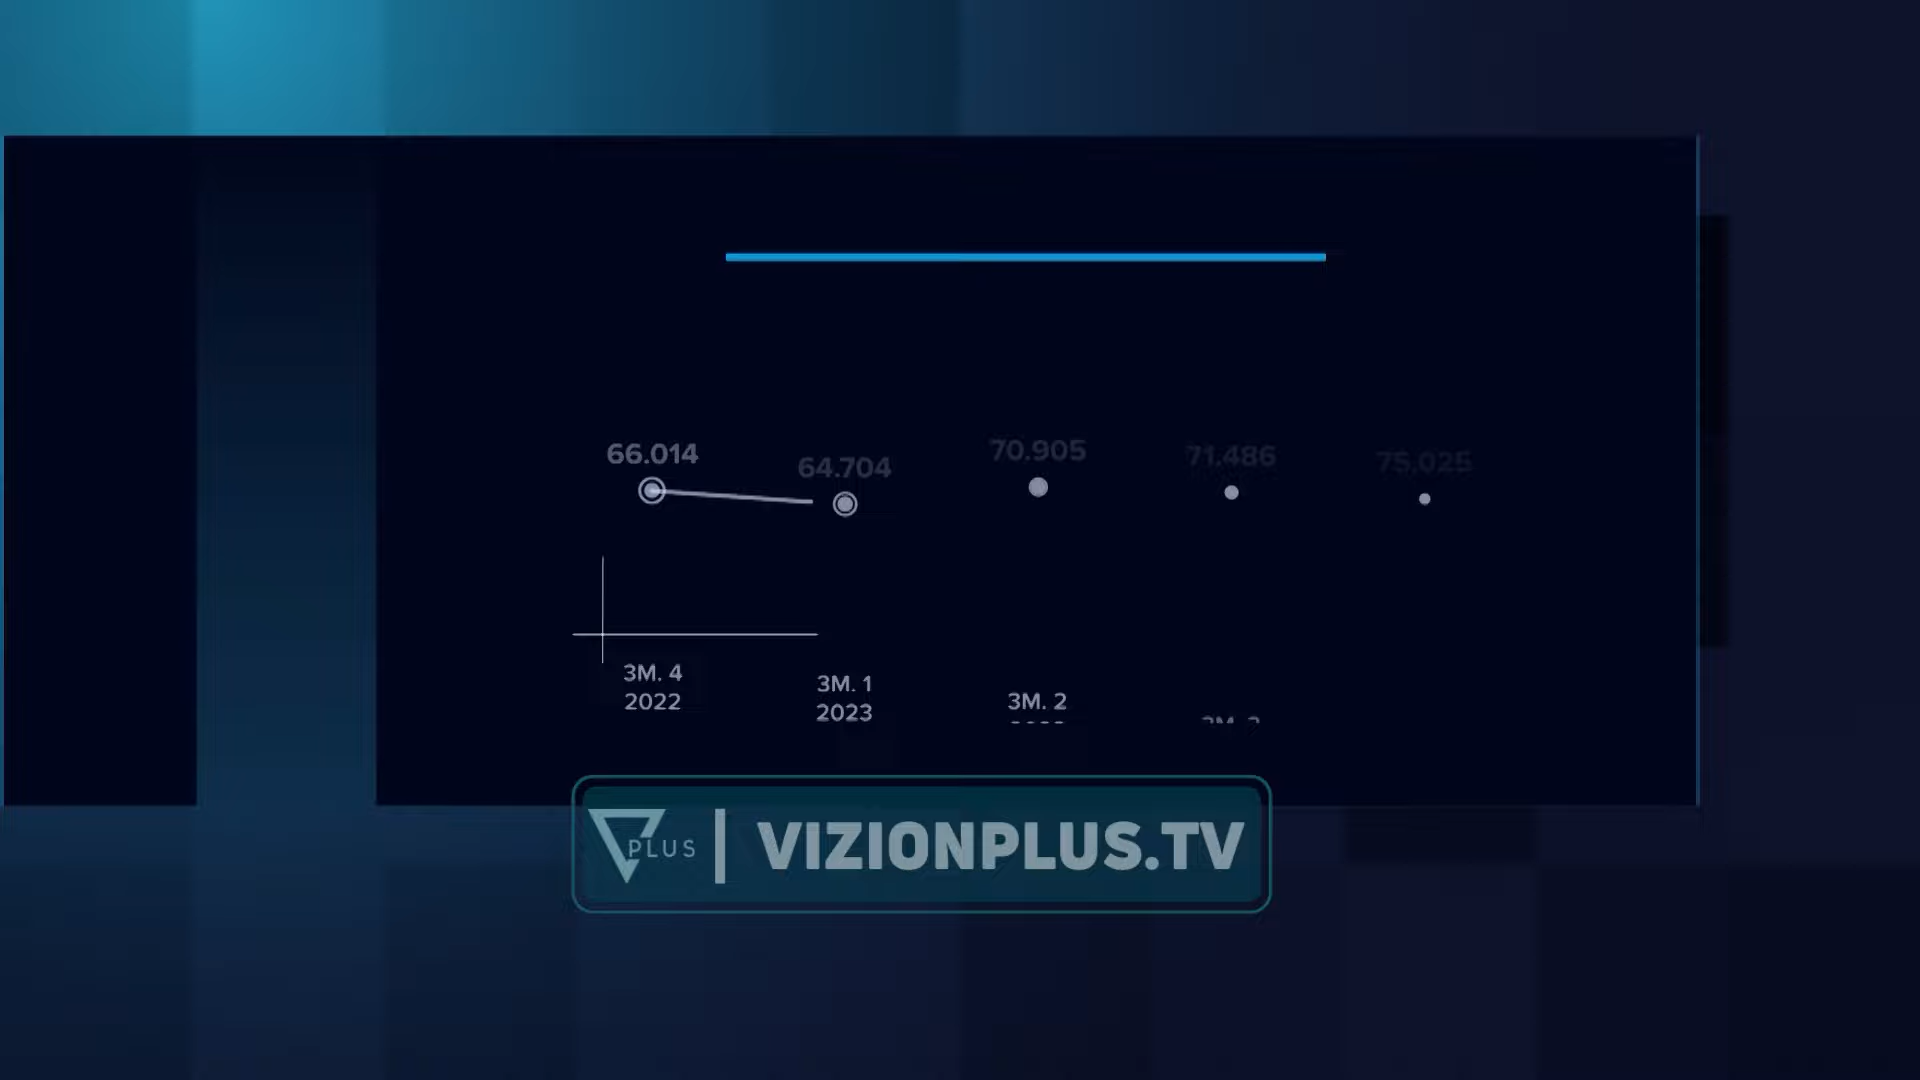 66.014
64.704
70.905
71.486
75.025
3M. 4
2022
3M. 1
2023
3M. 2
PLUS | VIZIONPLUS.TV